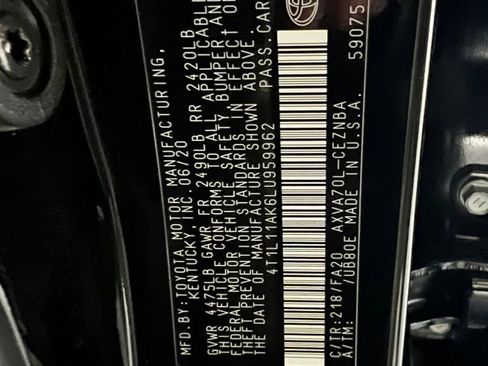 MFD.BY:TOYOTA MOTOR MANUFACTURING,
KENTUCKY, INC. 06/20
GVWR 4475LB GAWR FR 2490LB RR 2420LB
THIS VEHICLE CONFORMS TO ALL APPLICABLE
FEDERAL MOTOR VEHICLE SAFETY, BUMPER, AND
THEFT PREVENTION STANDARDS IN EFFECT ON
THE DATE OF MANUFACTURE SHOWN ABOVE.
4T1L11AK6LU959962 PASS. CAR
C/TR:218/FA20 AXVA70L-CEZNBA
A/TM: /UB80E MADE IN U.S.A. 59075